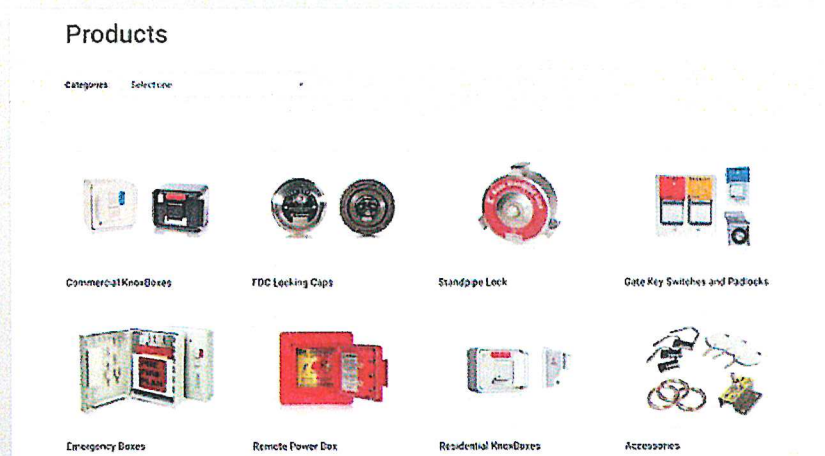 Products
Categories Select one
Commercial KnoxBoxes
FDC Locking Caps
Standpipe Lock
Gate Key Switches and Padlocks
Emergency Boxes
Remote Power Box
Residential KnoxBoxes
Accessories